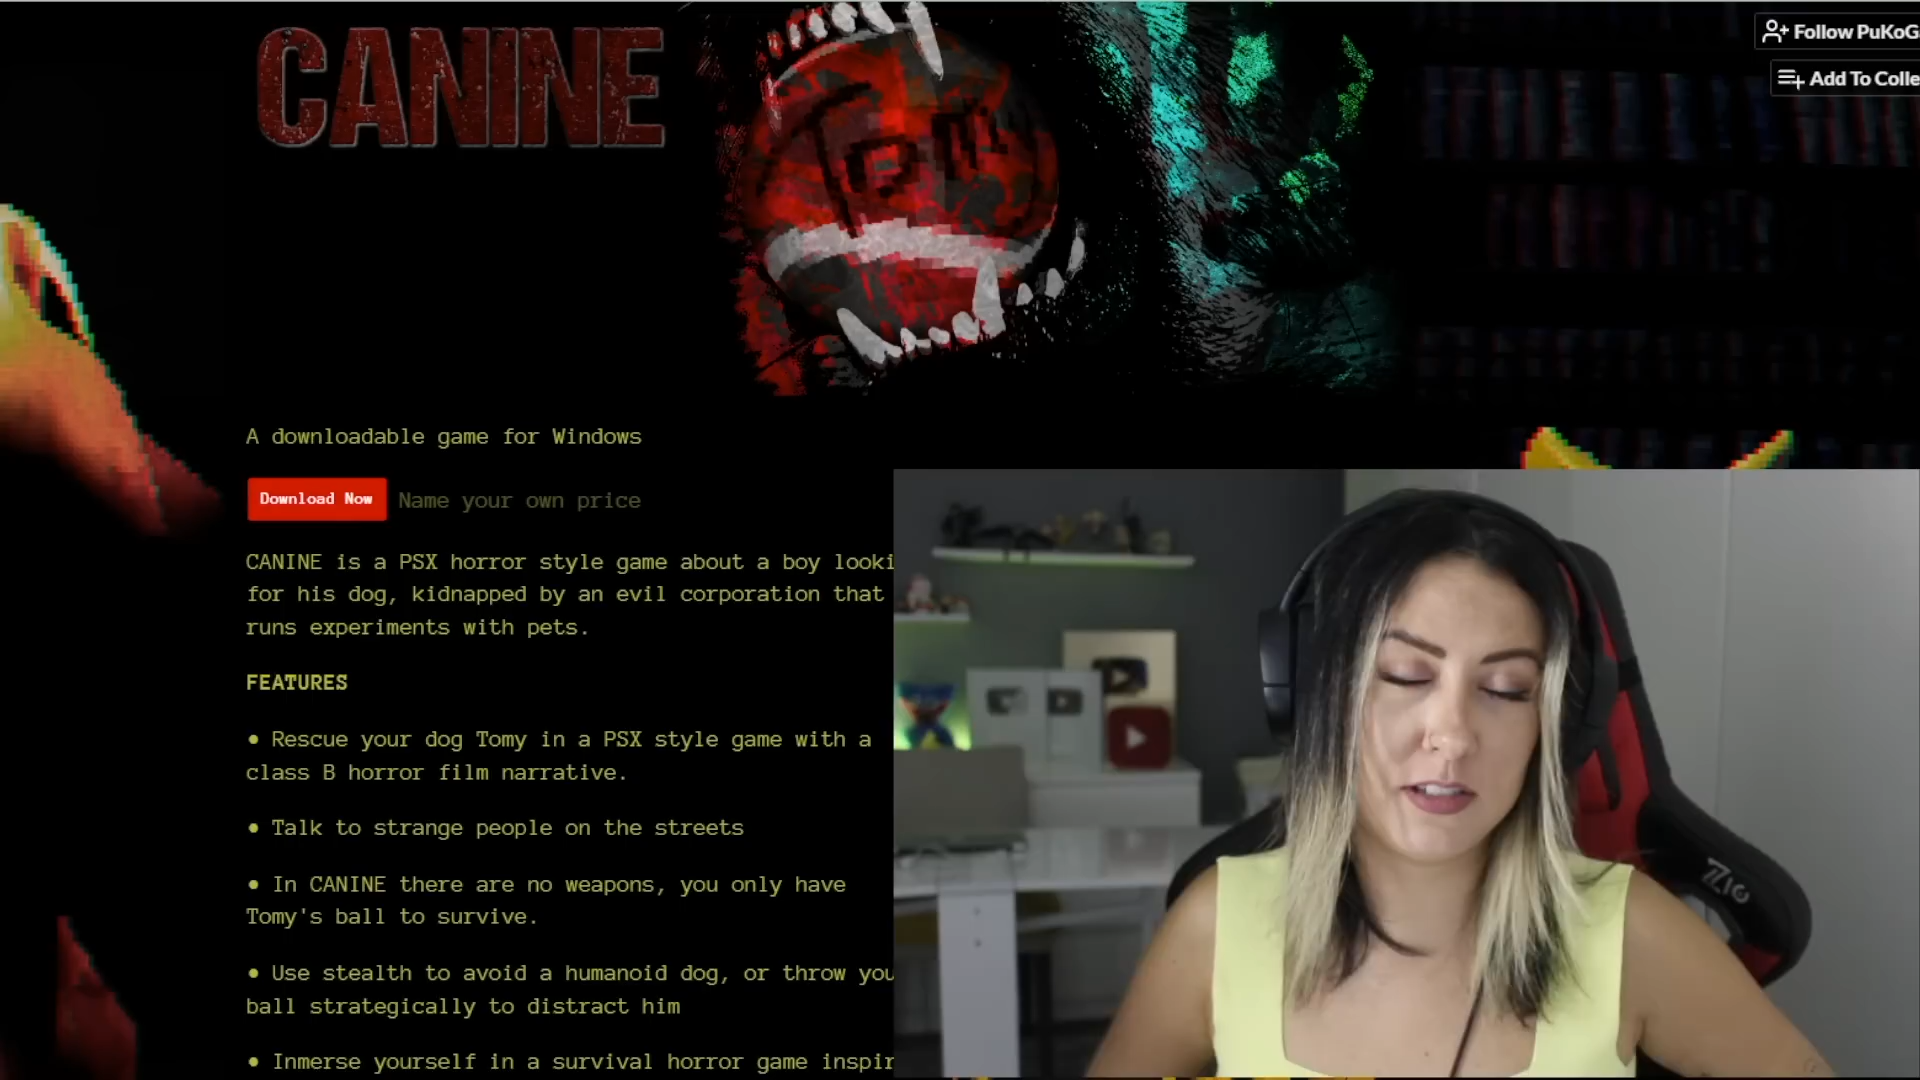 CANINE
Tomy
Follow PuKoG
Add To Colle
A downloadable game for Windows
Download Now Name your own price
CANINE is a PSX horror style game about a boy looki
for his dog, kidnapped by an evil corporation that
runs experiments with pets.
FEATURES
• Rescue your dog Tomy in a PSX style game with a
class B horror film narrative.
• Talk to strange people on the streets
• In CANINE there are no weapons, you only have
Tomy's ball to survive.
• Use stealth to avoid a humanoid dog, or throw you
ball strategically to distract him
• Inmerse yourself in a survival horror game inspir